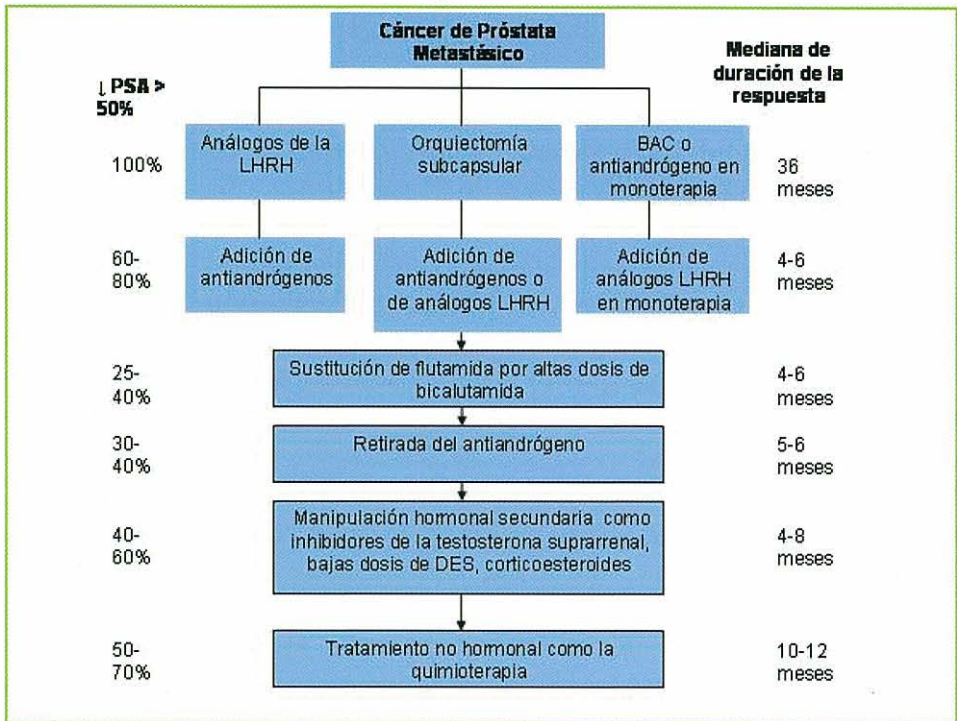 Cáncer de Próstata
Metastásico
Mediana de
duración de la
respuesta
↓ PSA >
50%
100%
Análogos de la
LHRH
Orquiectomía
subcapsular
BAC o
antiandrógeno en
monoterapia
36
meses
60-
80%
Adición de
antiandrógenos
Adición de
antiandrógenos o
de análogos LHRH
Adición de
análogos LHRH
en monoterapia
4-6
meses
25-
40%
Sustitución de flutamida por altas dosis de
bicalutamida
4-6
meses
30-
40%
Retirada del antiandrógeno
5-6
meses
40-
60%
Manipulación hormonal secundaria como
inhibidores de la testosterona suprarrenal,
bajas dosis de DES, corticoesteroides
4-8
meses
50-
70%
Tratamiento no hormonal como la
quimioterapia
10-12
meses